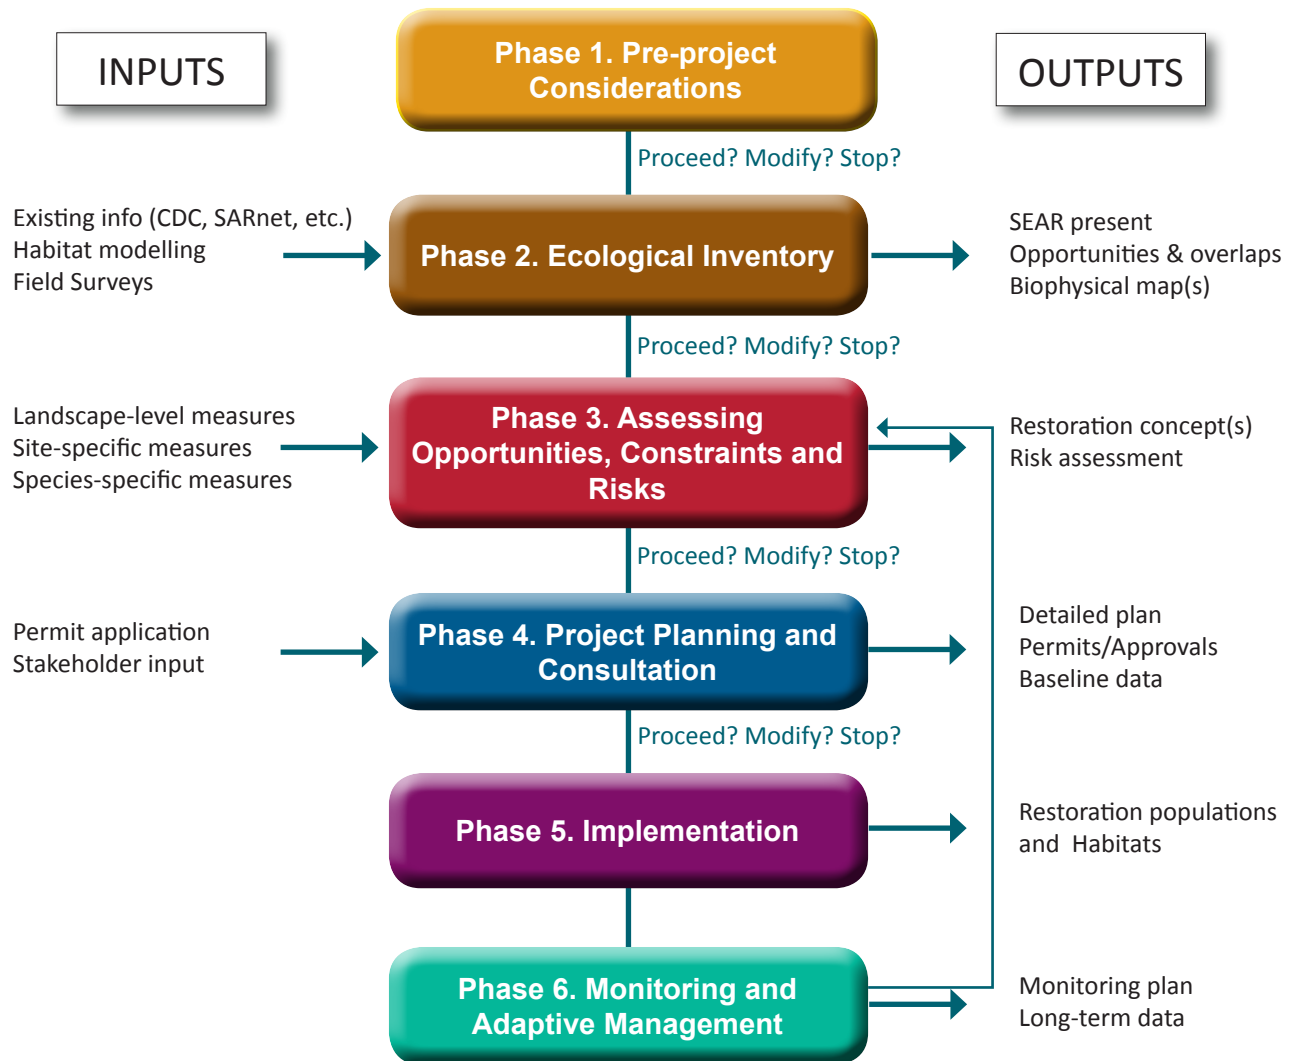 INPUTS
Phase 1. Pre-project
Considerations
OUTPUTS
Proceed? Modify? Stop?
Existing info (CDC, SARnet, etc.)
Habitat modelling
Field Surveys
Phase 2. Ecological Inventory
SEAR present
Opportunities & overlaps
Biophysical map(s)
Proceed? Modify? Stop?
Landscape-level measures
Site-specific measures
Species-specific measures
Phase 3. Assessing
Opportunities, Constraints and
Risks
Restoration concept(s)
Risk assessment
Proceed? Modify? Stop?
Permit application
Stakeholder input
Phase 4. Project Planning and
Consultation
Detailed plan
Permits/Approvals
Baseline data
Proceed? Modify? Stop?
Phase 5. Implementation
Restoration populations
and Habitats
Phase 6. Monitoring and
Adaptive Management
Monitoring plan
Long-term data